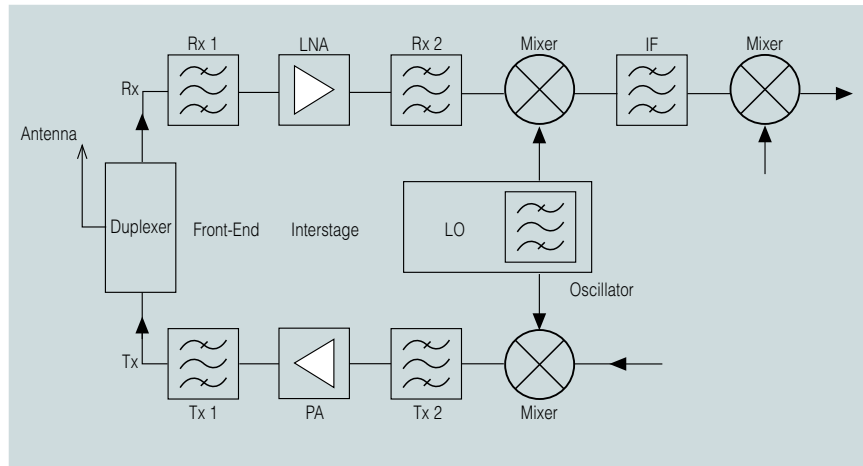 Rx 1
LNA
Rx 2
Mixer
IF
Mixer
Rx
Antenna
Duplexer
Front-End
Interstage
LO
Oscillator
Tx
Tx 1
PA
Tx 2
Mixer